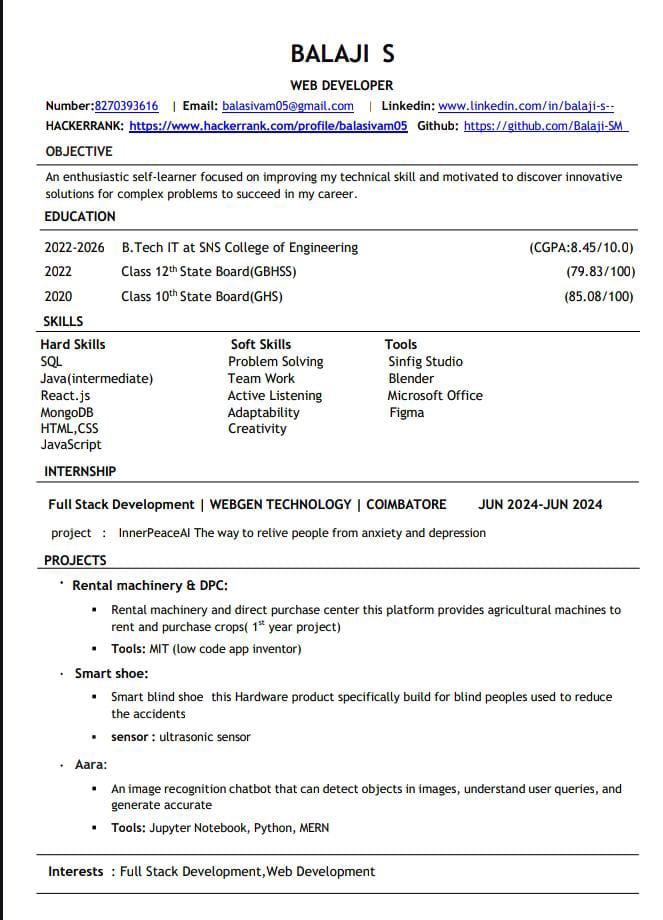 BALAJI S
WEB DEVELOPER
Number:8270393616 | Email: balasivam05@gmail.com | Linkedin: www.linkedin.com/in/balaji-s--
HACKERRANK: https://www.hackerrank.com/profile/balasivam05 Github: https://github.com/Balaji-SM_
OBJECTIVE
An enthusiastic self-learner focused on improving my technical skill and motivated to discover innovative
solutions for complex problems to succeed in my career.
EDUCATION
2022-2026 B.Tech IT at SNS College of Engineering (CGPA:8.45/10.0)
2022 Class 12th State Board(GBHSS) (79.83/100)
2020 Class 10th State Board(GHS) (85.08/100)
SKILLS
Hard Skills Soft Skills Tools
SQL Problem Solving Sinfig Studio
Java(intermediate) Team Work Blender
React.js Active Listening Microsoft Office
MongoDB Adaptability Figma
HTML,CSS Creativity
JavaScript
INTERNSHIP
Full Stack Development | WEBGEN TECHNOLOGY | COIMBATORE JUN 2024-JUN 2024
project : InnerPeaceAI The way to relive people from anxiety and depression
PROJECTS
· Rental machinery & DPC:
▪ Rental machinery and direct purchase center this platform provides agricultural machines to
rent and purchase crops( 1st year project)
▪ Tools: MIT (low code app inventor)
· Smart shoe:
▪ Smart blind shoe this Hardware product specifically build for blind peoples used to reduce
the accidents
▪ sensor : ultrasonic sensor
· Aara:
▪ An image recognition chatbot that can detect objects in images, understand user queries, and
generate accurate
▪ Tools: Jupyter Notebook, Python, MERN
Interests : Full Stack Development,Web Development